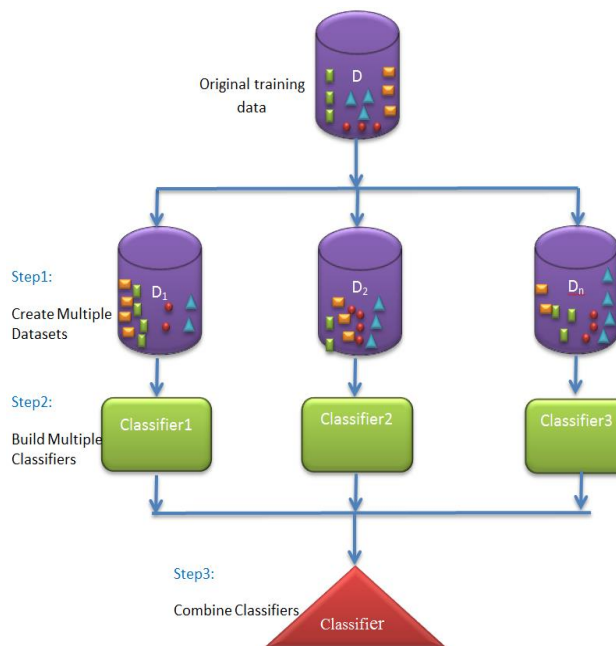 Original training
data
D
Step1:
Create Multiple
Datasets
D1
D2
Dn
Step2:
Build Multiple
Classifiers
Classifier1
Classifier2
Classifier3
Step3:
Combine Classifiers
Classifier